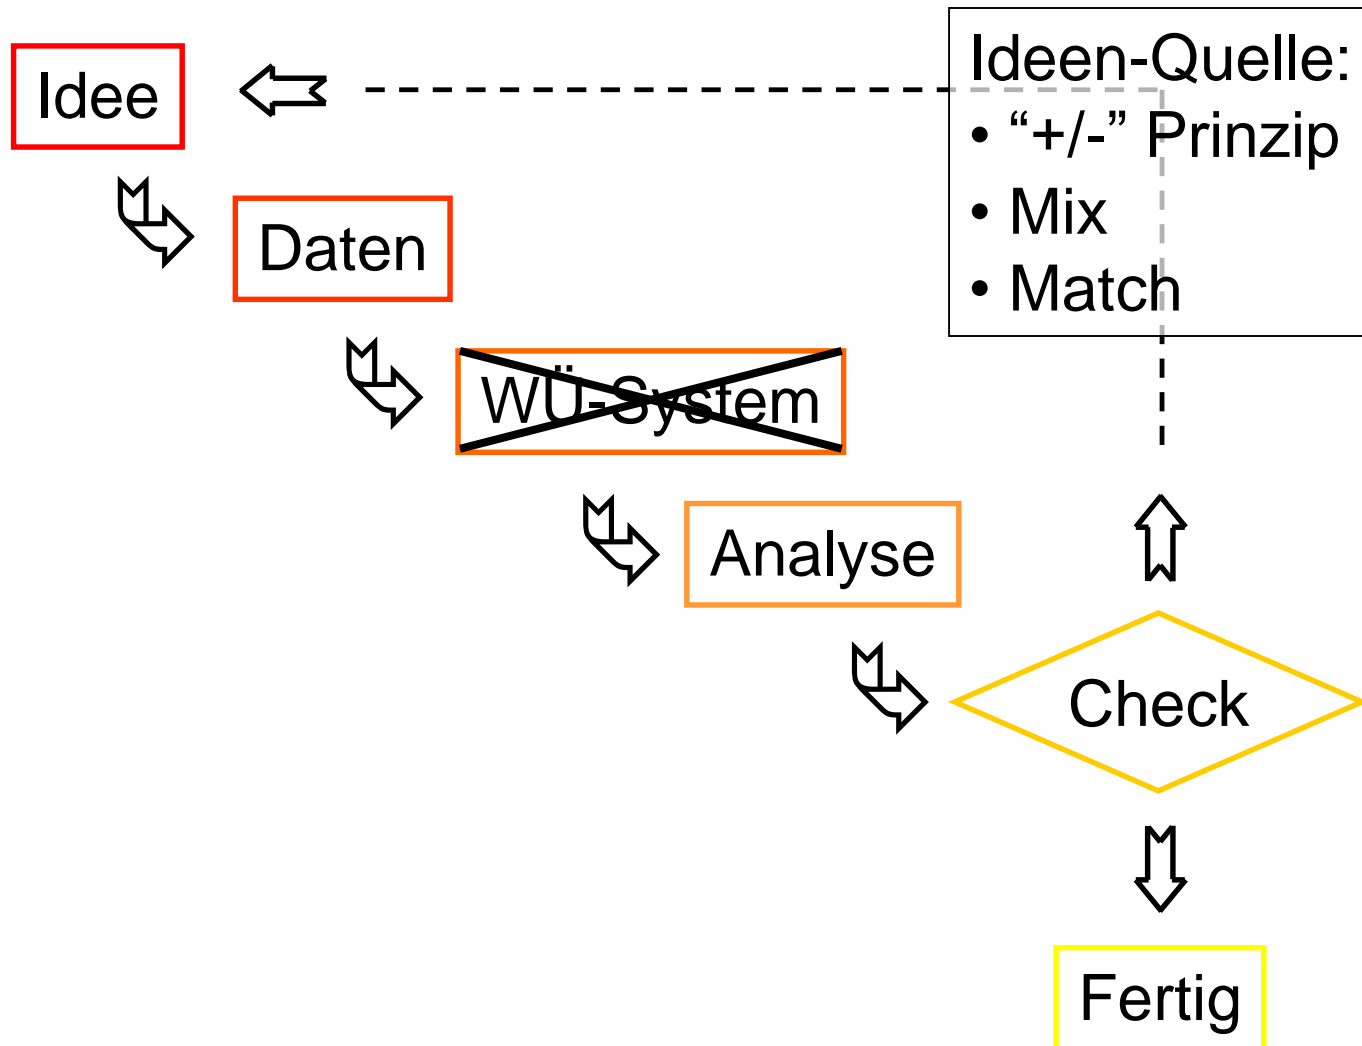 Idee
Ideen-Quelle:
• “+/-” Prinzip
• Mix
• Match
Daten
WÜ-System
Analyse
Check
Fertig